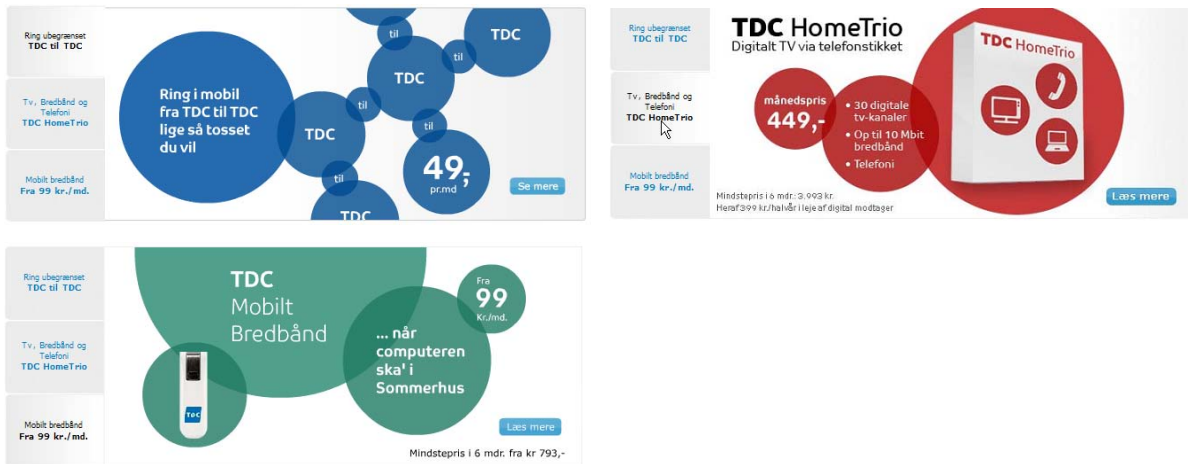 Ring ubegrænset
TDC til TDC
Tv, Bredbånd og
Telefoni
TDC HomeTrio
Mobilt bredbånd
Fra 99 kr./md.
Ring i mobil
fra TDC til TDC
lige så tosset
du vil
til
TDC
til
TDC
til
TDC
til
til
TDC
49,-
pr.md
Se mere
Ring ubegrænset
TDC til TDC
Tv, Bredbånd og
Telefoni
TDC HomeTrio
Mobilt bredbånd
Fra 99 kr./md.
TDC HomeTrio
Digitalt TV via telefonstikket
TDC HomeTrio
månedspris
449,-
• 30 digitale
tv-kanaler
• Op til 10 Mbit
bredbånd
• Telefoni
Mindstepris i 6 mdr.: 3.993 kr.
Heraf 399 kr./halvår i leje af digital modtager
Læs mere
Ring ubegrænset
TDC til TDC
Tv, Bredbånd og
Telefoni
TDC HomeTrio
Mobilt bredbånd
Fra 99 kr./md.
TDC
Mobilt
Bredbånd
Fra
99
Kr./md.
... når
computeren
ska' i
Sommerhus
TDC
Læs mere
Mindstepris i 6 mdr. fra kr 793,-